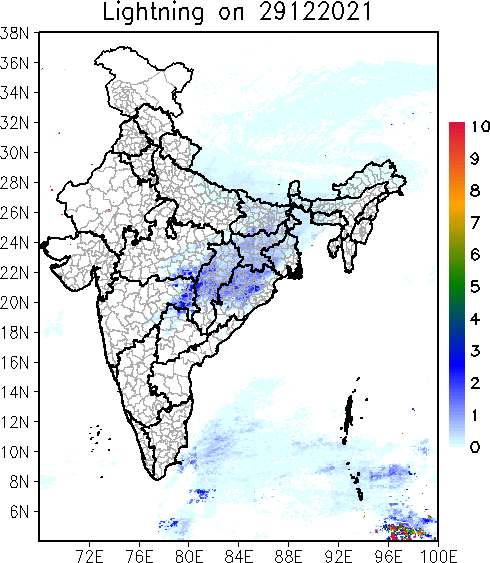 Lightning on 29122021
38N
36N
34N
32N
30N
28N
26N
24N
22N
20N
18N
16N
14N
12N
10N
8N
6N
72E 76E 80E 84E 88E 92E 96E 100E
10
9
8
7
6
5
4
3
2
1
0